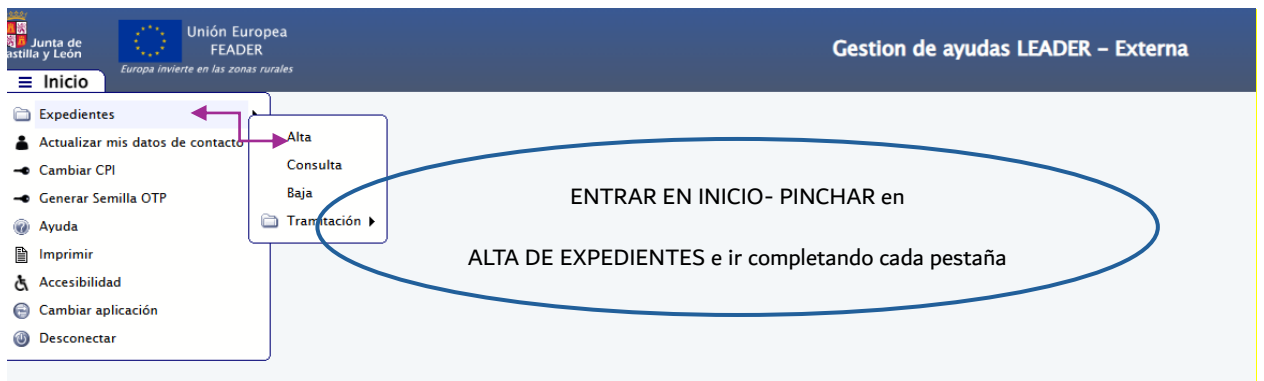 Junta de
astilla y León
Unión Europea
FEADER
Europa invierte en las zonas rurales
Gestion de ayudas LEADER – Externa
≡ Inicio
Expedientes
Actualizar mis datos de contacto
Cambiar CPI
Generar Semilla OTP
Ayuda
Imprimir
Accesibilidad
Cambiar aplicación
Desconectar
Alta
Consulta
Baja
Tramitación
ENTRAR EN INICIO- PINCHAR en
ALTA DE EXPEDIENTES e ir completando cada pestaña